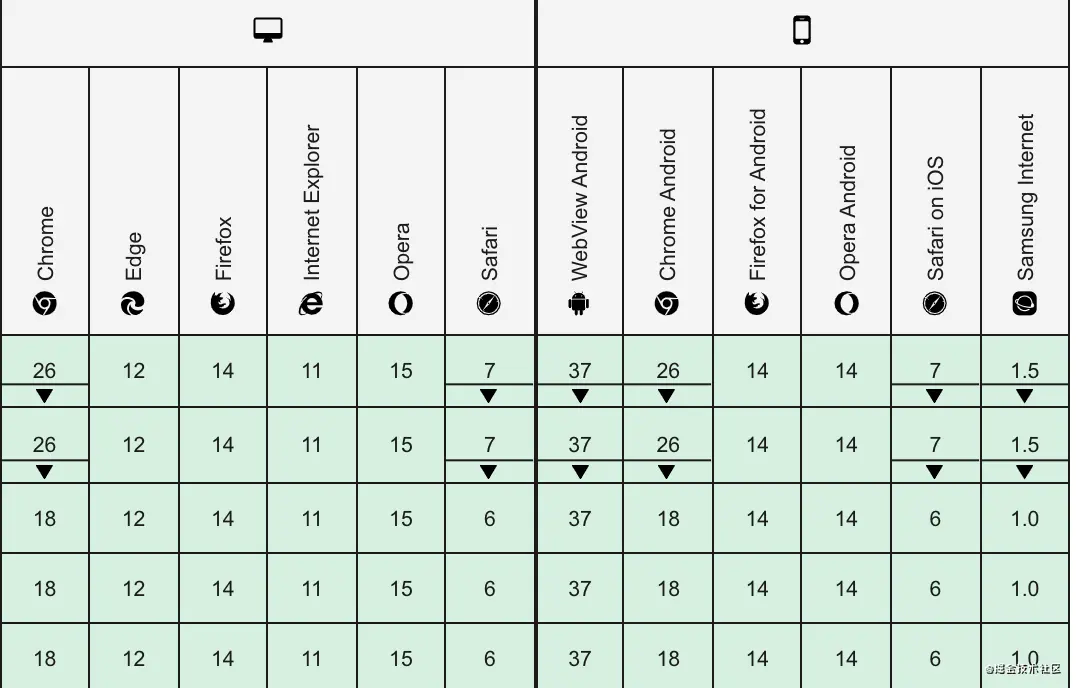 Chrome Edge Firefox Internet Explorer Opera Safari WebView Android Chrome Android Firefox for Android Opera Android Safari on iOS Samsung Internet
26 12 14 11 15 7 37 26 14 14 7 1.5
26 12 14 11 15 7 37 26 14 14 7 1.5
18 12 14 11 15 6 37 18 14 14 6 1.0
18 12 14 11 15 6 37 18 14 14 6 1.0
18 12 14 11 15 6 37 18 14 14 6 1.0
@掘金技术社区